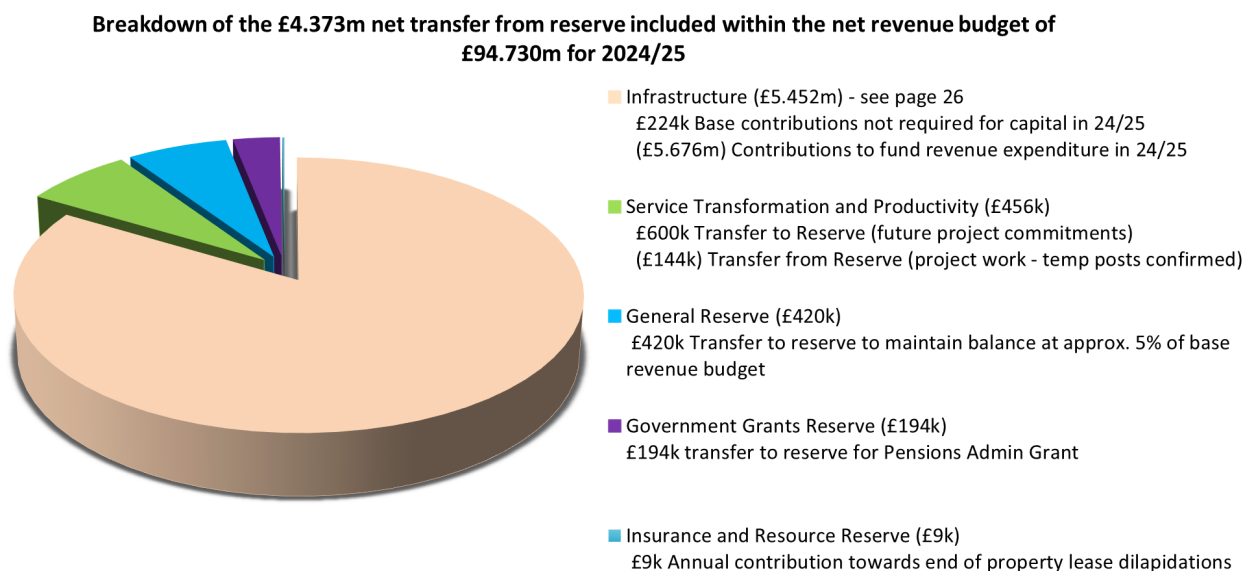 Breakdown of the £4.373m net transfer from reserve included within the net revenue budget of
£94.730m for 2024/25
Infrastructure (£5.452m) - see page 26
£224k Base contributions not required for capital in 24/25
(£5.676m) Contributions to fund revenue expenditure in 24/25
Service Transformation and Productivity (£456k)
£600k Transfer to Reserve (future project commitments)
(£144k) Transfer from Reserve (project work - temp posts confirmed)
General Reserve (£420k)
£420k Transfer to reserve to maintain balance at approx. 5% of base
revenue budget
Government Grants Reserve (£194k)
£194k transfer to reserve for Pensions Admin Grant
Insurance and Resource Reserve (£9k)
£9k Annual contribution towards end of property lease dilapidations